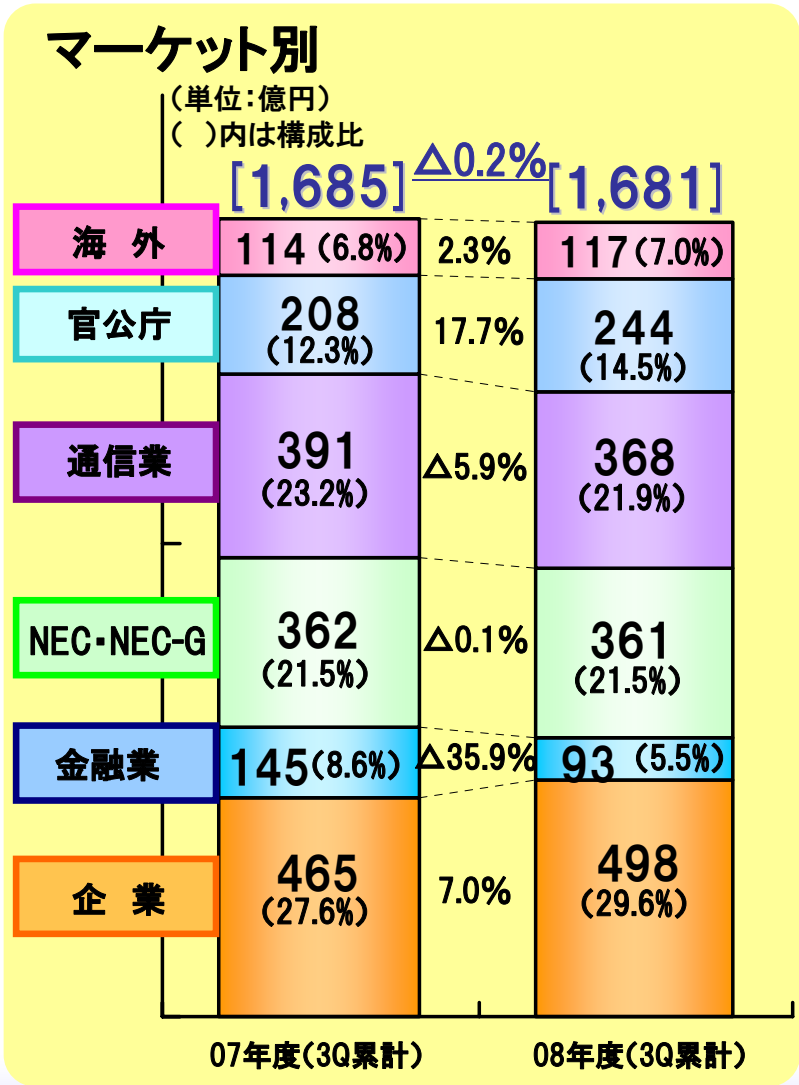 マーケット別
（単位：億円）
（　）内は構成比
[1,685] △0.2% [1,681]
海　外 114（6.8%） 2.3% 117（7.0%）
官公庁 208 17.7% 244
（12.3%） （14.5%）
通信業 391 △5.9% 368
（23.2%） （21.9%）
NEC・NEC-G 362 △0.1% 361
（21.5%） （21.5%）
金融業 145（8.6%） △35.9% 93（5.5%）
企　業 465 7.0% 498
（27.6%） （29.6%）
07年度（3Q累計） 08年度（3Q累計）